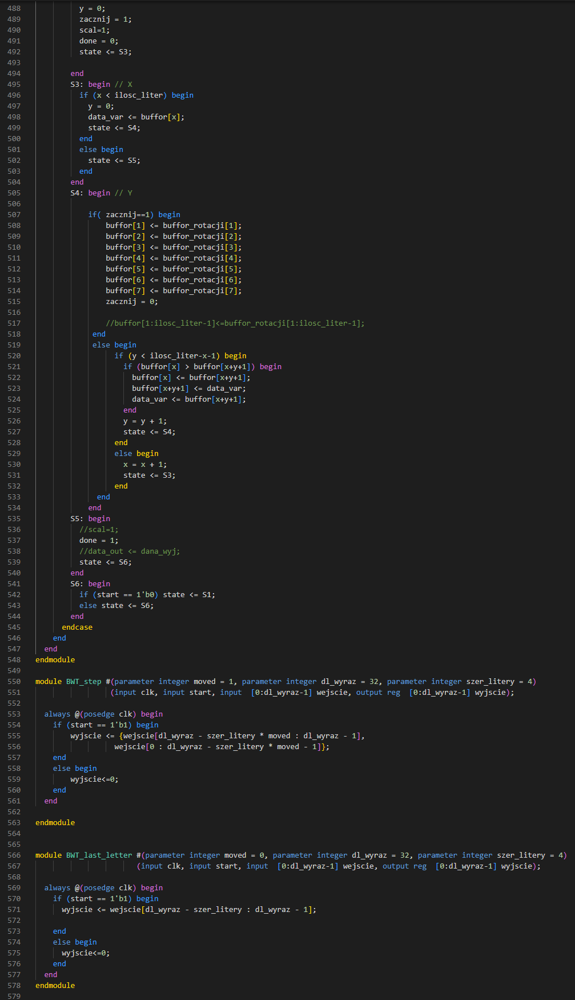 488 y = 0;
489 zacznij = 1;
490 scal=1;
491 done = 0;
492 state <= S3;
493
494 end
495 S3: begin // X
496 if (x < ilosc_liter) begin
497 y = 0;
498 data_var <= buffor[x];
499 state <= S4;
500 end
501 else begin
502 state <= S5;
503 end
504 end
505 S4: begin // Y
506
507 if( zacznij==1) begin
508 buffor[1] <= buffor_rotacji[1];
509 buffor[2] <= buffor_rotacji[2];
510 buffor[3] <= buffor_rotacji[3];
511 buffor[4] <= buffor_rotacji[4];
512 buffor[5] <= buffor_rotacji[5];
513 buffor[6] <= buffor_rotacji[6];
514 buffor[7] <= buffor_rotacji[7];
515 zacznij = 0;
516
517 //buffor[1:ilosc_liter-1]<=buffor_rotacji[1:ilosc_liter-1];
518 end
519 else begin
520 if (y < ilosc_liter-x-1) begin
521 if (buffor[x] > buffor[x+y+1]) begin
522 buffor[x] <= buffor[x+y+1];
523 buffor[x+y+1] <= data_var;
524 data_var <= buffor[x+y+1];
525 end
526 y = y + 1;
527 state <= S4;
528 end
529 else begin
530 x = x + 1;
531 state <= S3;
532 end
533 end
534 end
535 S5: begin
536 //scal=1;
537 done = 1;
538 //data_out <= dana_wyj;
539 state <= S6;
540 end
541 S6: begin
542 if (start == 1'b0) state <= S1;
543 else state <= S6;
544 end
545 endcase
546 end
547 end
548 endmodule
549
550 module BWT_step #(parameter integer moved = 1, parameter integer dl_wyraz = 32, parameter integer szer_litery = 4)
551 (input clk, input start, input  [0:dl_wyraz-1] wejscie, output reg  [0:dl_wyraz-1] wyjscie);
552
553 always @(posedge clk) begin
554 if (start == 1'b1) begin
555 wyjscie <= {wejscie[dl_wyraz - szer_litery * moved : dl_wyraz - 1],
556 wejscie[0 : dl_wyraz - szer_litery * moved - 1]};
557 end
558 else begin
559 wyjscie<=0;
560 end
561 end
562
563 endmodule
564
565
566 module BWT_last_letter #(parameter integer moved = 0, parameter integer dl_wyraz = 32, parameter integer szer_litery = 4)
567 (input clk, input start, input  [0:dl_wyraz-1] wejscie, output reg  [0:dl_wyraz-1] wyjscie);
568
569 always @(posedge clk) begin
570 if (start == 1'b1) begin
571 wyjscie <= wejscie[dl_wyraz - szer_litery : dl_wyraz - 1];
572
573 end
574 else begin
575 wyjscie<=0;
576 end
577 end
578 endmodule
579